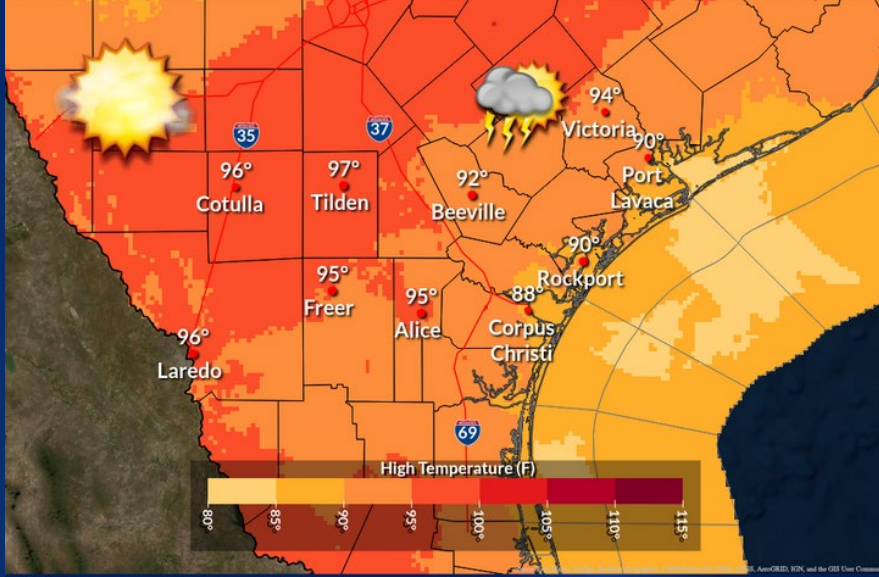 35
37
94°
Victoria
90°
Port
Lavaca
96°
Cotulla
97°
Tilden
92°
Beeville
90°
Rockport
95°
Freer
95°
Alice
88°
Corpus
Christi
96°
Laredo
69
High Temperature (F)
80° 85° 90° 95° 100° 105° 110° 115°
AeroGRID, IGN, and the GIS User